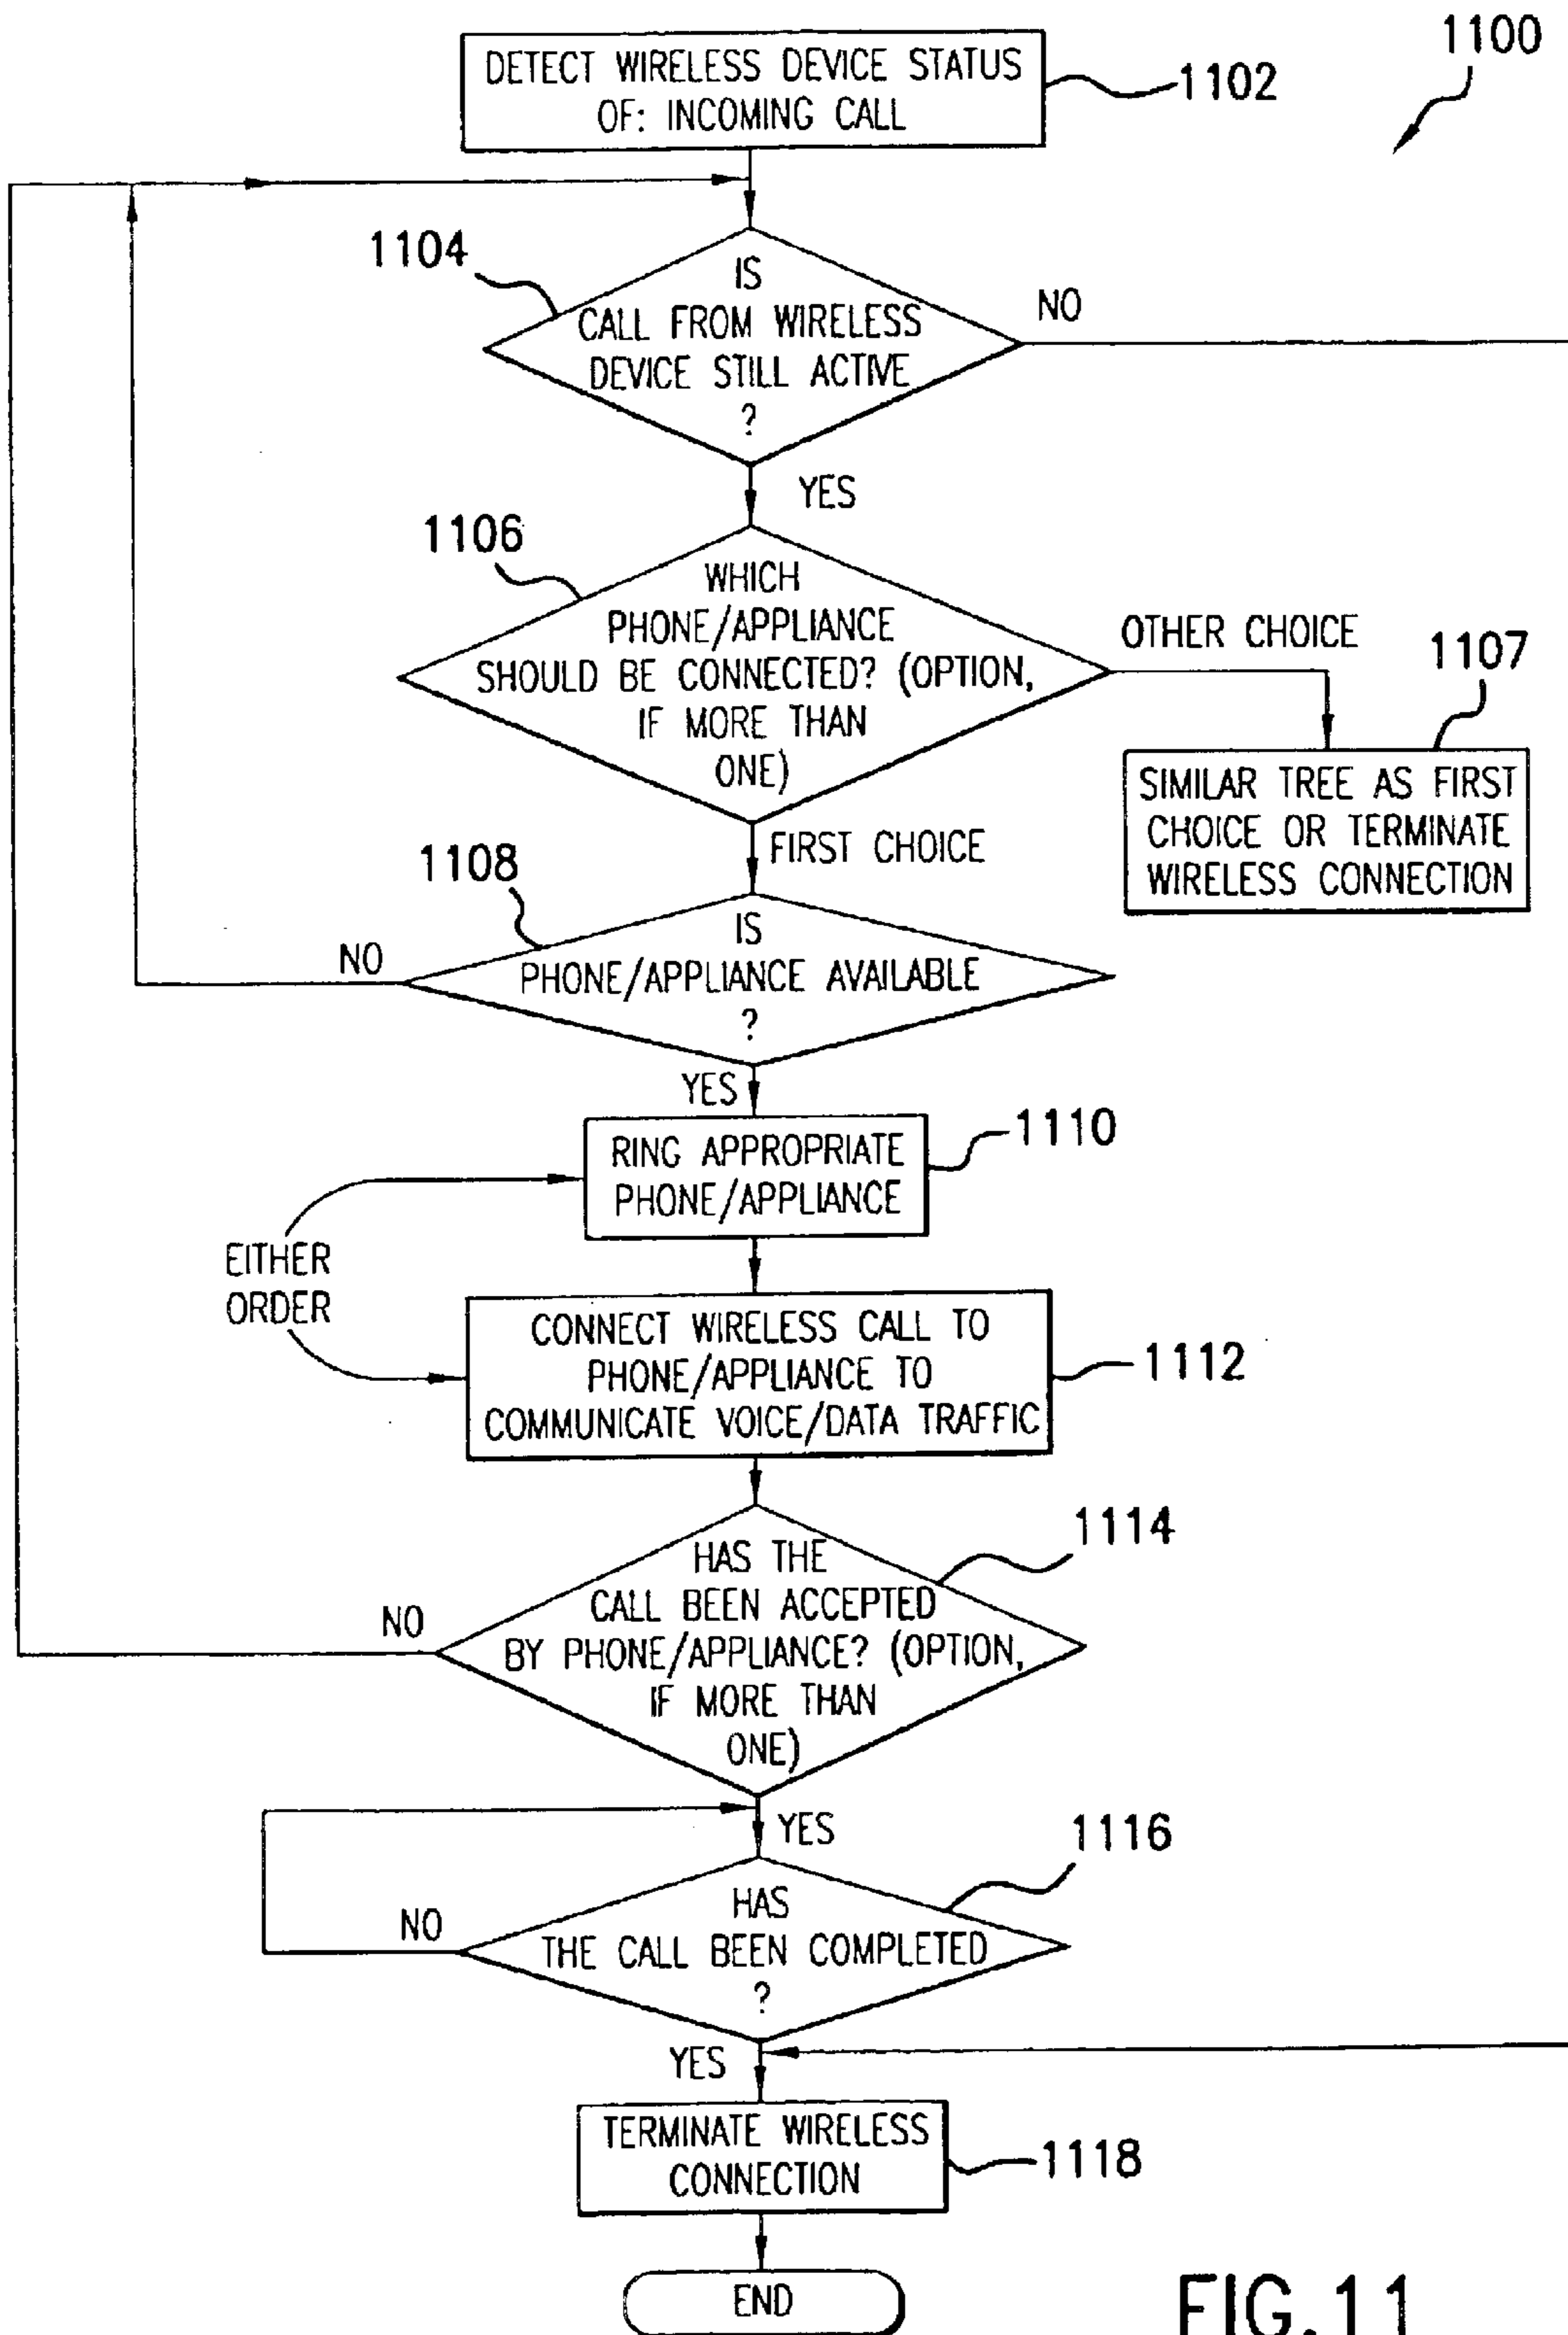 1100
DETECT WIRELESS DEVICE STATUS
OF: INCOMING CALL
1102
1104
IS
CALL FROM WIRELESS
DEVICE STILL ACTIVE
?
NO
YES
1106
WHICH
PHONE/APPLIANCE
SHOULD BE CONNECTED? (OPTION,
IF MORE THAN
ONE)
OTHER CHOICE
1107
SIMILAR TREE AS FIRST
CHOICE OR TERMINATE
WIRELESS CONNECTION
FIRST CHOICE
1108
IS
PHONE/APPLIANCE AVAILABLE
?
NO
YES
RING APPROPRIATE
PHONE/APPLIANCE
1110
EITHER
ORDER
CONNECT WIRELESS CALL TO
PHONE/APPLIANCE TO
COMMUNICATE VOICE/DATA TRAFFIC
1112
1114
HAS THE
CALL BEEN ACCEPTED
BY PHONE/APPLIANCE? (OPTION,
IF MORE THAN
ONE)
NO
YES
1116
HAS
THE CALL BEEN COMPLETED
?
NO
YES
TERMINATE WIRELESS
CONNECTION
1118
END
FIG.11